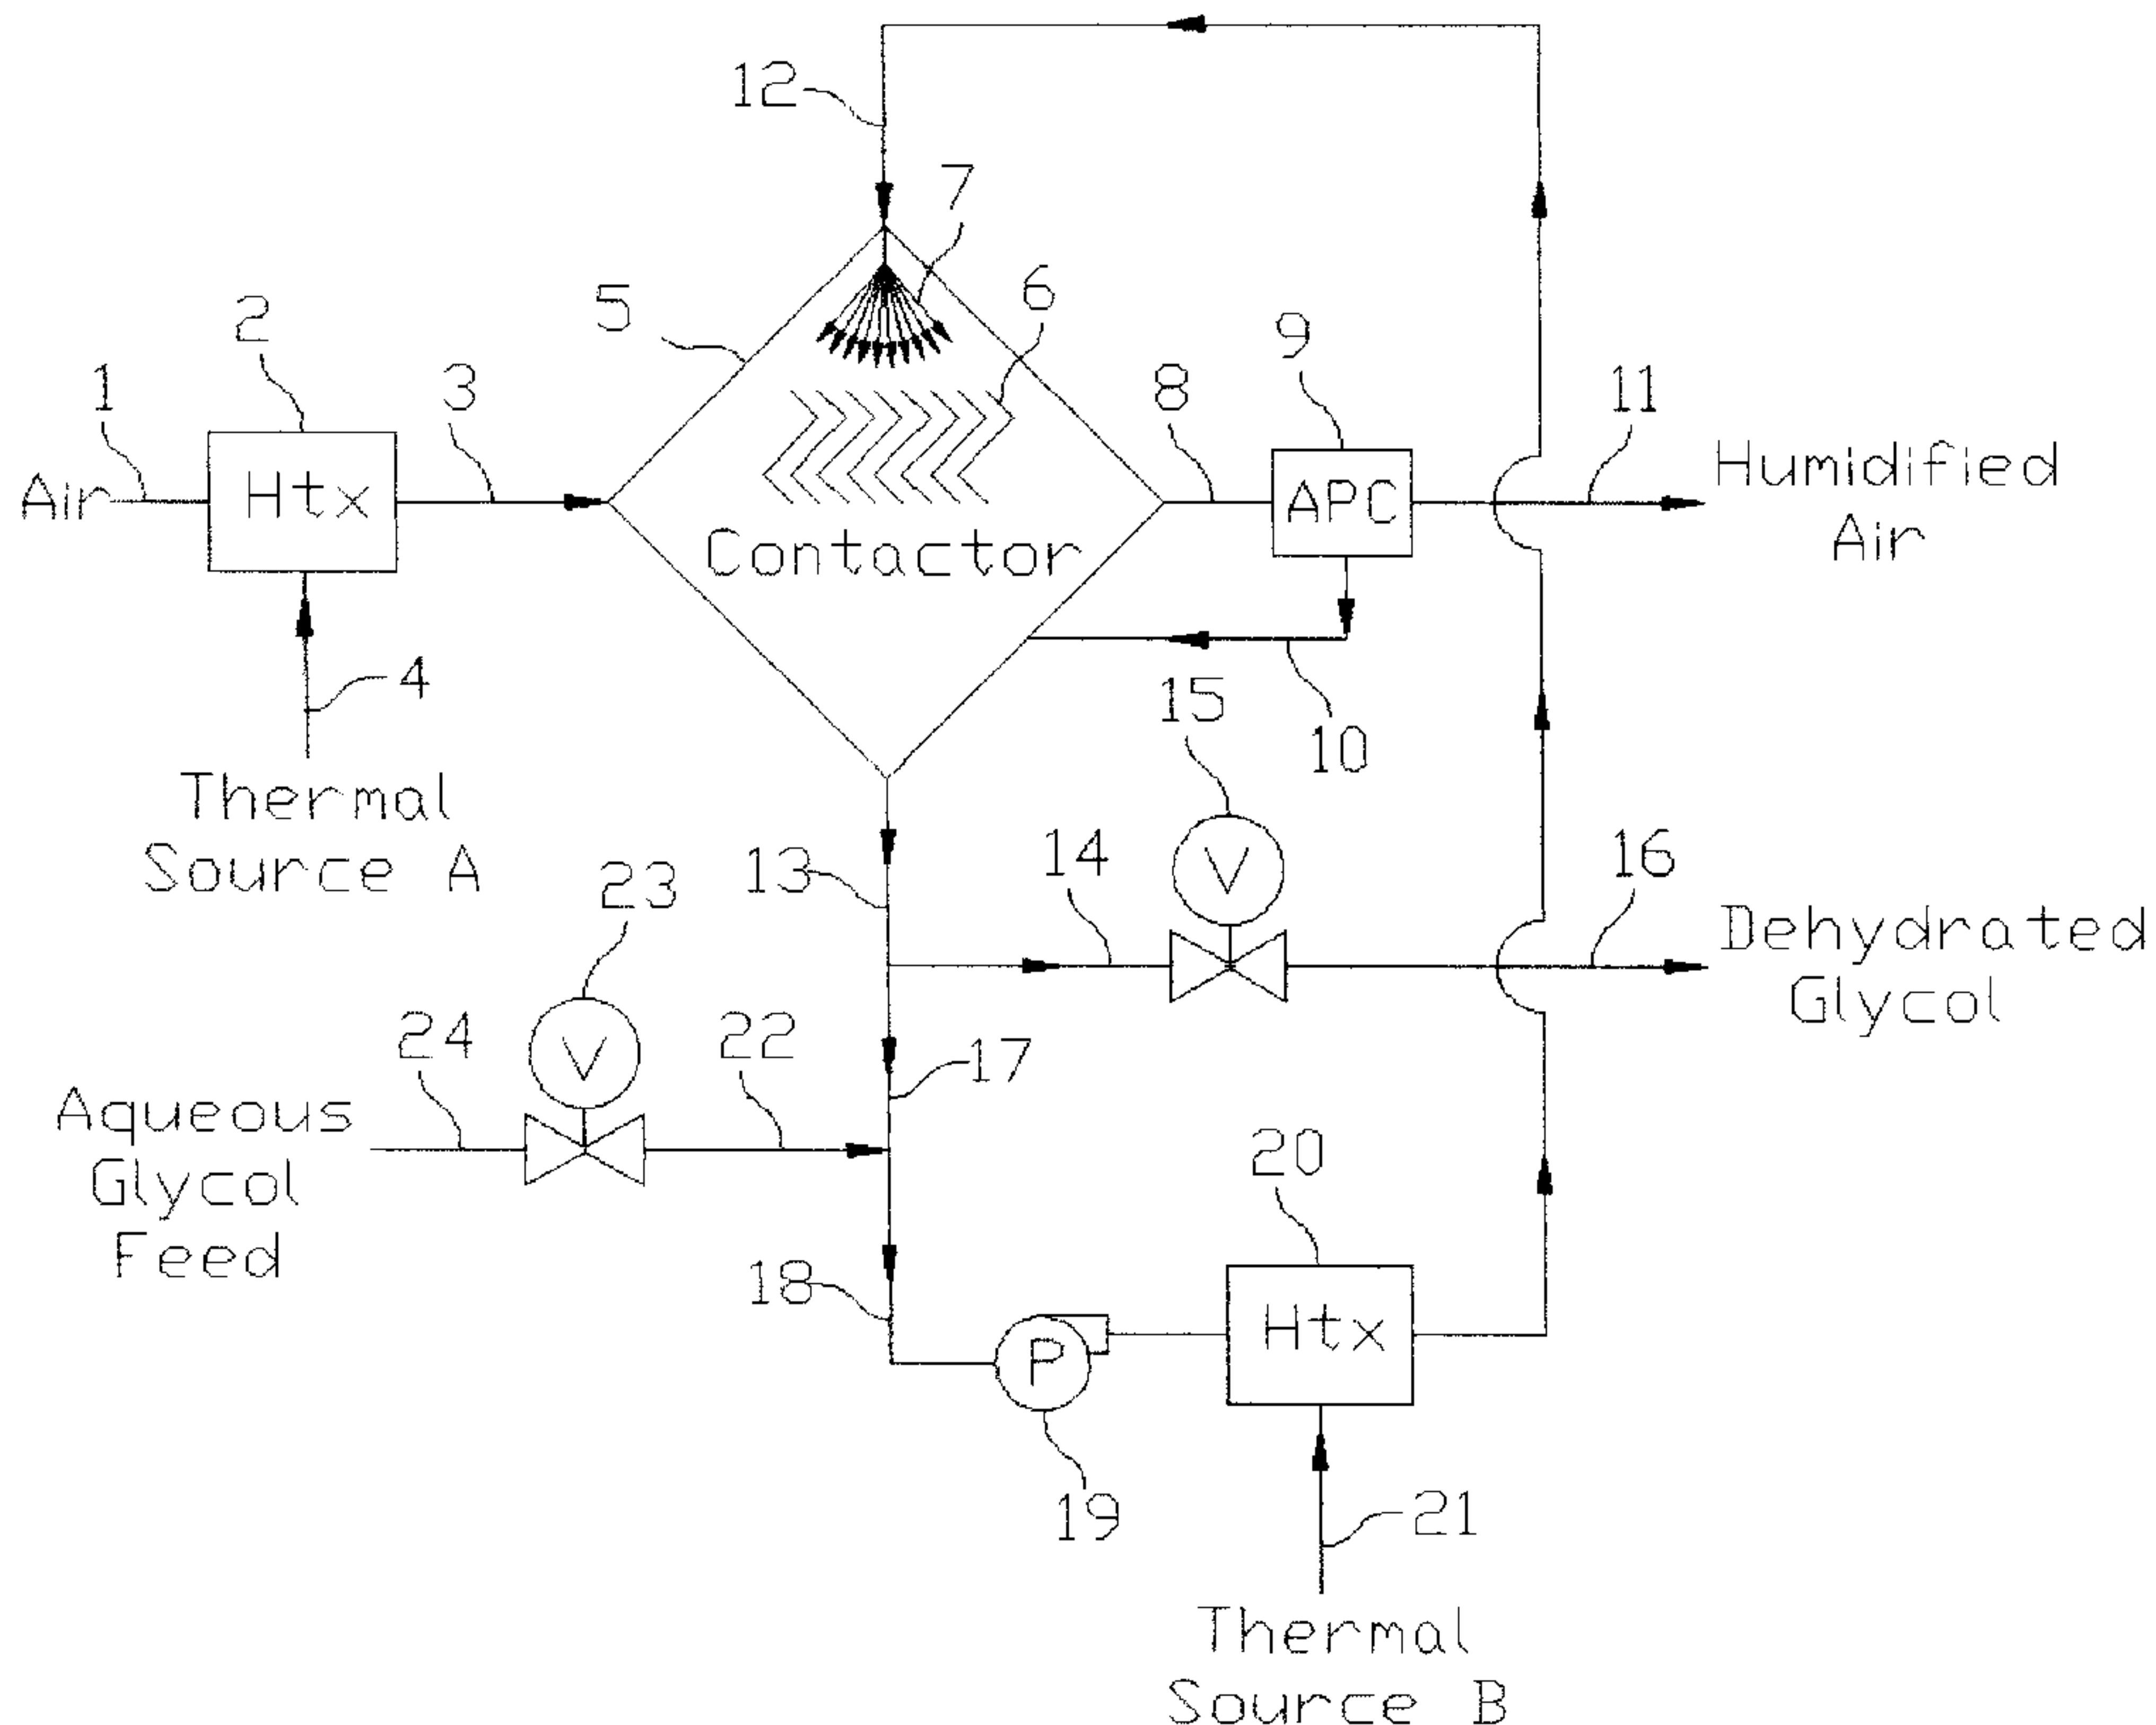 12
7
6
5
2
9
1
3
8
11
Air
Htx
APC
Humidified
Air
Contactor
4
15
10
Thermal
Source A
23
13
14
V
16
Dehydrated
Glycol
24
V
22
17
Aqueous
Glycol
Feed
20
18
P
Htx
19
21
Thermal
Source B